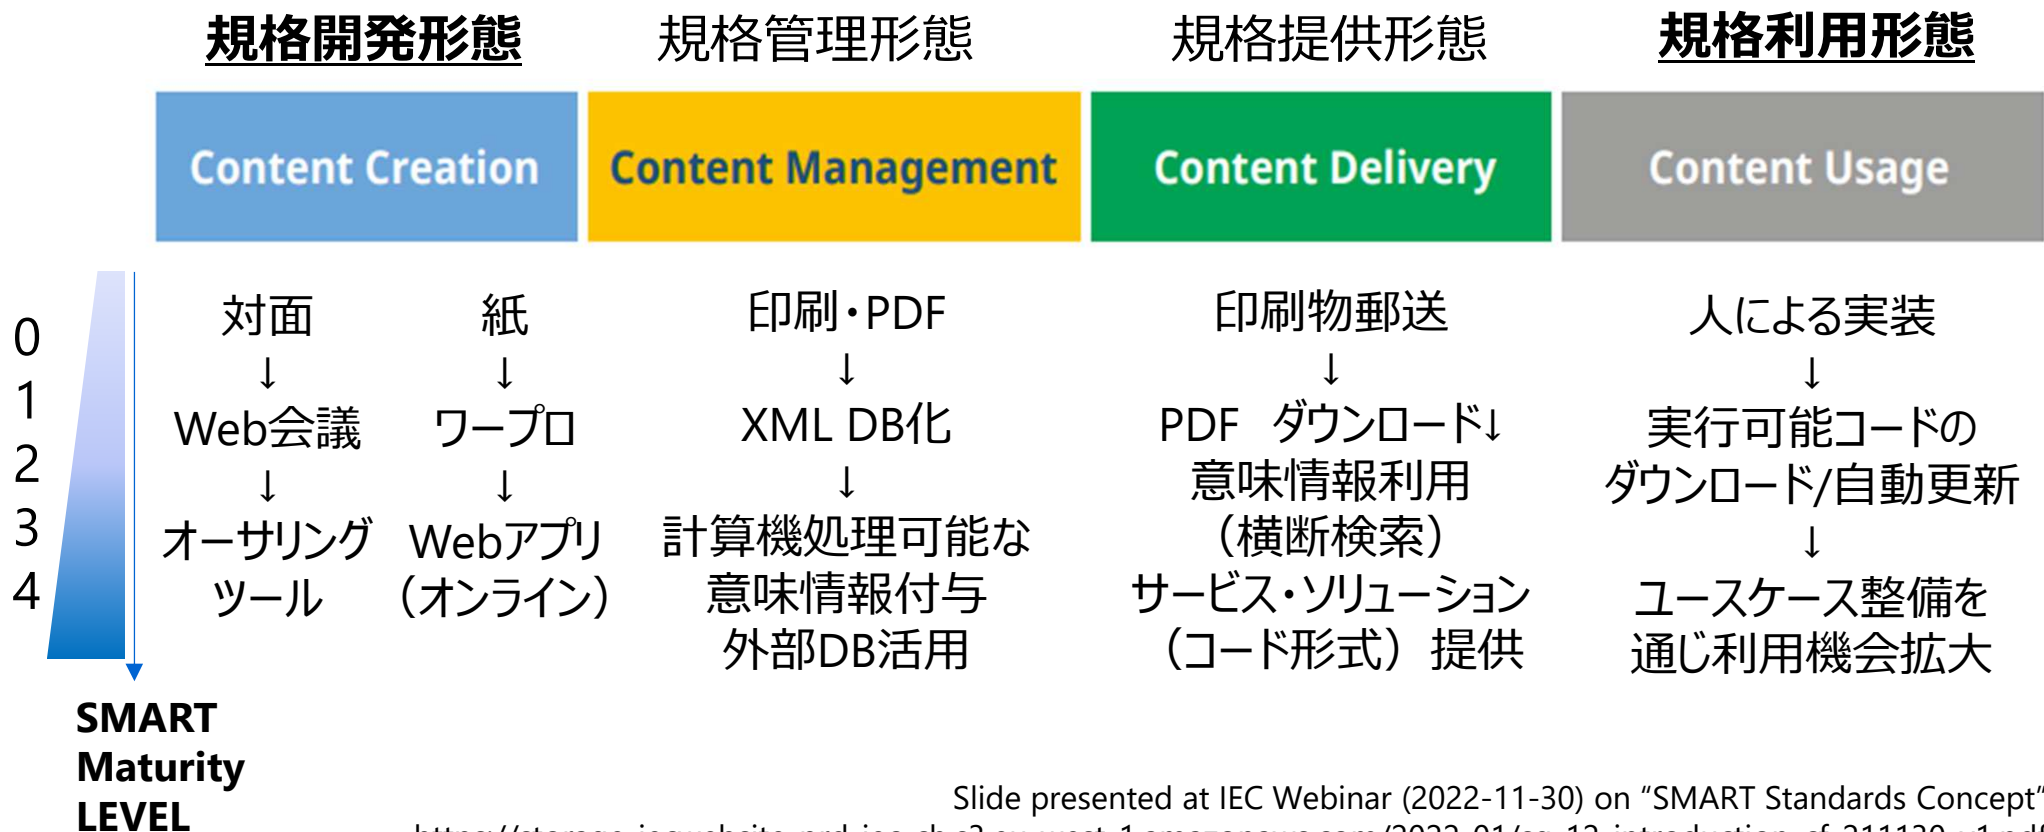 規格開発形態
規格管理形態
規格提供形態
規格利用形態
Content Creation
Content Management
Content Delivery
Content Usage
0
1
2
3
4
SMART
Maturity
LEVEL
対面
↓
Web会議
↓
オーサリング
ツール
紙
↓
ワープロ
↓
Webアプリ
（オンライン）
印刷・PDF
↓
XML DB化
↓
計算機処理可能な
意味情報付与
外部DB活用
印刷物郵送
↓
PDF ダウンロード↓
意味情報利用
（横断検索）
サービス・ソリューション
（コード形式）提供
人による実装
↓
実行可能コードの
ダウンロード/自動更新
↓
ユースケース整備を
通じ利用機会拡大
Slide presented at IEC Webinar (2022-11-30) on “SMART Standards Concept“